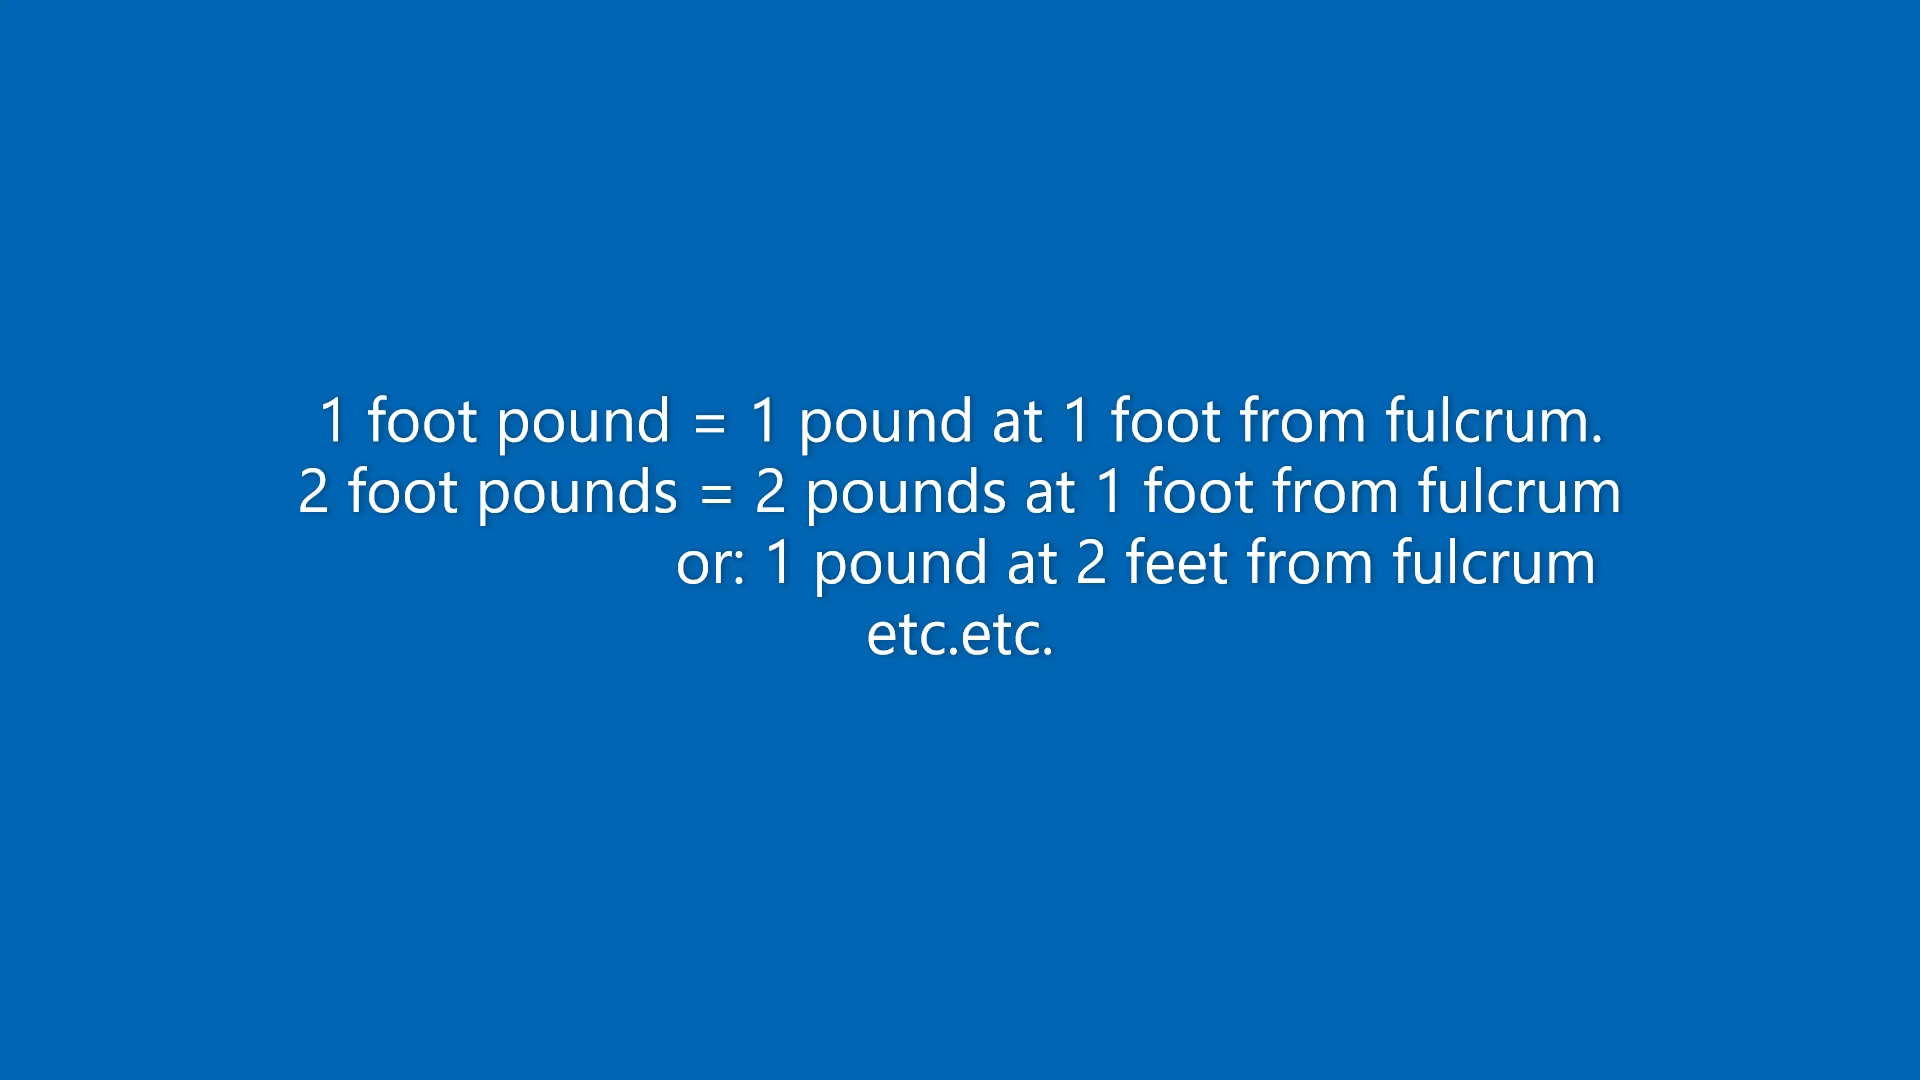 1 foot pound = 1 pound at 1 foot from fulcrum.
2 foot pounds = 2 pounds at 1 foot from fulcrum
or: 1 pound at 2 feet from fulcrum
etc.etc.